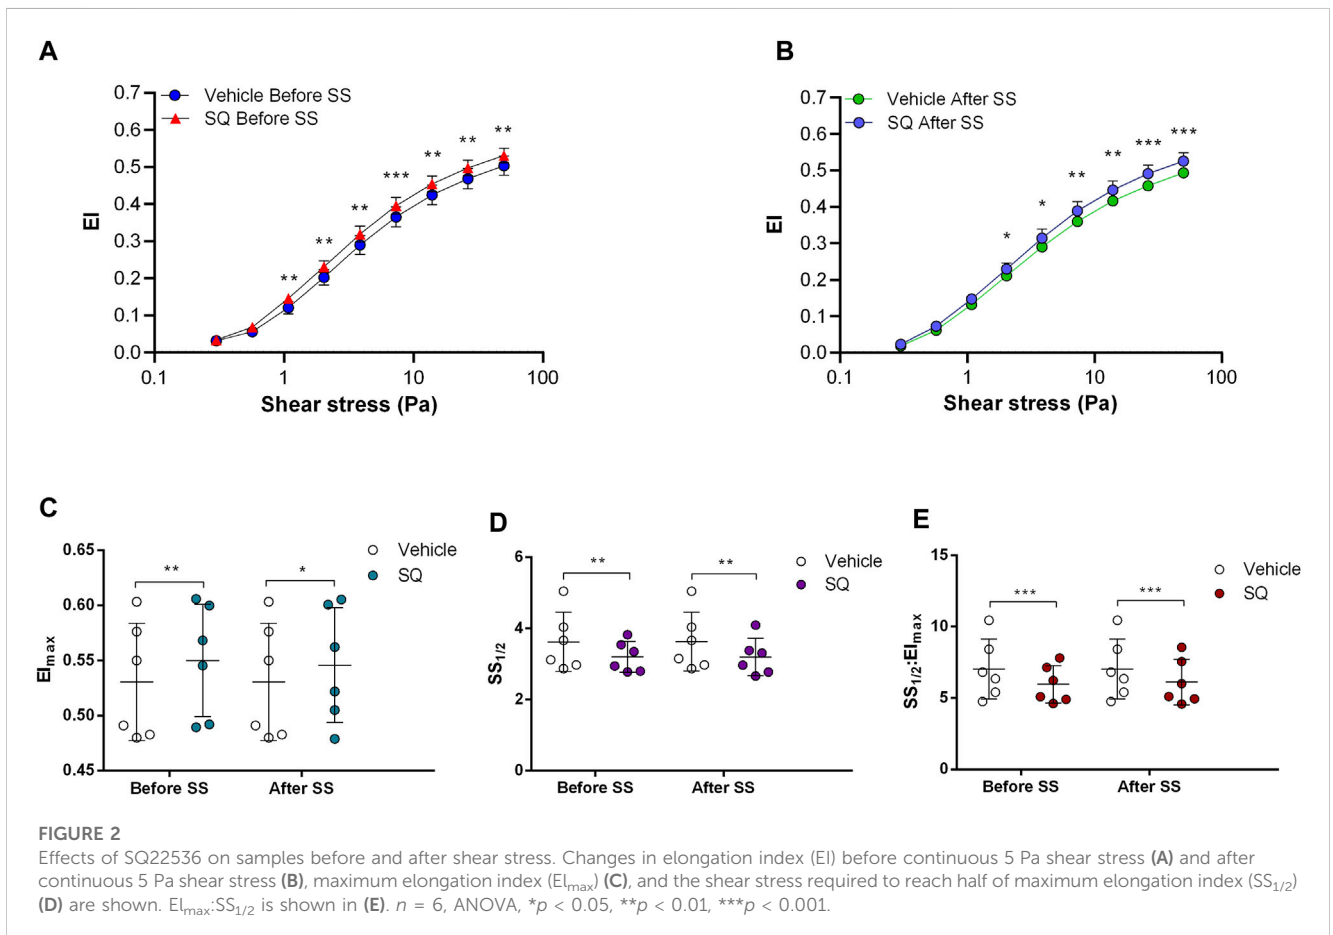 A
Vehicle Before SS
SQ Before SS
0.7
0.6
0.5
0.4
0.3
0.2
0.1
0.0
EI
** ** ** *** ** ** **
0.1 1 10 100
Shear stress (Pa)
B
Vehicle After SS
SQ After SS
0.7
0.6
0.5
0.4
0.3
0.2
0.1
0.0
EI
* * ** ** *** ***
0.1 1 10 100
Shear stress (Pa)
C
Vehicle
SQ
0.65
0.60
0.55
0.50
0.45
EImax
** *
Before SS After SS
D
Vehicle
SQ
6
4
2
0
SS1/2
** **
Before SS After SS
E
Vehicle
SQ
15
10
5
0
SS1/2:EImax
*** ***
Before SS After SS
FIGURE 2
Effects of SQ22536 on samples before and after shear stress. Changes in elongation index (EI) before continuous 5 Pa shear stress (A) and after
continuous 5 Pa shear stress (B), maximum elongation index (EImax) (C), and the shear stress required to reach half of maximum elongation index (SS1/2)
(D) are shown. EImax:SS1/2 is shown in (E). n = 6, ANOVA, *p < 0.05, **p < 0.01, ***p < 0.001.